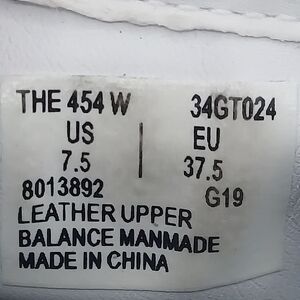 THE 454 W 34GT024
US | EU
7.5 37.5
8013892 G19
LEATHER UPPER
BALANCE MANMADE
MADE IN CHINA